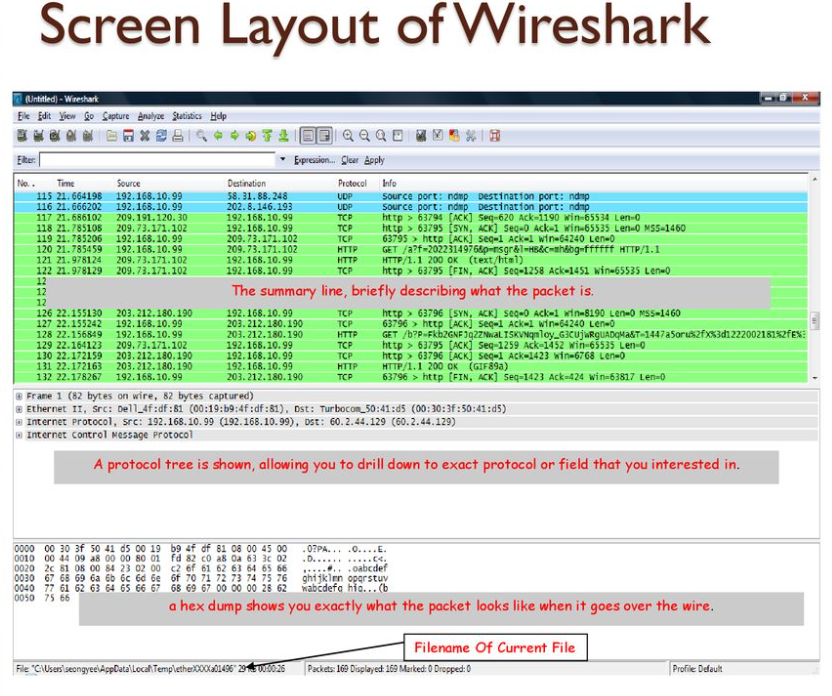 Screen Layout of Wireshark
(Untitled) - Wireshark
File Edit View Go Capture Analyze Statistics Help
Filter: Expression... Clear Apply
No. . Time Source Destination Protocol Info
115 21.664198 192.168.10.99 58.31.88.248 UDP Source port: ndmp Destination port: ndmp
116 21.666202 192.168.10.99 202.8.146.193 UDP Source port: ndmp Destination port: ndmp
117 21.686102 209.191.120.30 192.168.10.99 TCP http > 63794 [ACK] Seq=620 Ack=1190 Win=65534 Len=0
118 21.785108 209.73.171.102 192.168.10.99 TCP http > 63795 [SYN, ACK] Seq=0 Ack=1 Win=65535 Len=0 MSS=1460
119 21.785206 192.168.10.99 209.73.171.102 TCP 63795 > http [ACK] Seq=1 Ack=1 Win=64240 Len=0
120 21.785459 192.168.10.99 209.73.171.102 HTTP GET /a?f=2022314976&p=msgr&l=HB&c=mh&bg=ffffff HTTP/1.1
121 21.978124 209.73.171.102 192.168.10.99 HTTP HTTP/1.1 200 OK (text/html)
122 21.978129 209.73.171.102 192.168.10.99 TCP http > 63795 [FIN, ACK] Seq=1258 Ack=1451 Win=65535 Len=0
12
12
12
The summary line, briefly describing what the packet is.
126 22.155130 203.212.180.190 192.168.10.99 TCP http > 63796 [SYN, ACK] Seq=0 Ack=1 Win=8190 Len=0 MSS=1460
127 22.155242 192.168.10.99 203.212.180.190 TCP 63796 > http [ACK] Seq=1 Ack=1 Win=64240 Len=0
128 22.156849 192.168.10.99 203.212.180.190 HTTP GET
129 22.164123 209.73.171.102 192.168.10.99 TCP http > 63795 [ACK] Seq=1259 Ack=1452 Win=65535 Len=0
130 22.172159 203.212.180.190 192.168.10.99 TCP http > 63796 [ACK] Seq=1 Ack=1423 Win=6768 Len=0
131 22.172163 203.212.180.190 192.168.10.99 HTTP HTTP/1.1 200 OK (GIF89a)
132 22.178267 192.168.10.99 203.212.180.190 TCP 63796 > http [FIN, ACK] Seq=1423 Ack=424 Win=63817 Len=0
Frame 1 (82 bytes on wire, 82 bytes captured)
Ethernet II, Src: Dell_4f:df:81 (00:19:b9:4f:df:81), Dst: Turbocom_50:41:d5 (00:30:3f:50:41:d5)
Internet Protocol, Src: 192.168.10.99 (192.168.10.99), Dst: 60.2.44.129 (60.2.44.129)
Internet Control Message Protocol
A protocol tree is shown, allowing you to drill down to exact protocol or field that you interested in.
0000 00 30 3f 50 41 d5 00 19 b9 4f df 81 08 00 45 00 .0?PA... .O....E.
0010 00 44 09 a8 00 00 80 01 fd 82 c0 a8 0a 63 3c 02 .D...... .....c<.
0020 2c 81 08 00 84 23 02 00 c2 6f 61 62 63 64 65 66 ,....#.. .oabcdef
0030 67 68 69 6a 6b 6c 6d 6e 6f 70 71 72 73 74 75 76 ghijklmn opqrstuv
0040 77 61 62 63 64 65 66 67 68 69 67 00 00 00 28 62 wabcdefg hig...(b
0050 75 66
a hex dump shows you exactly what the packet looks like when it goes over the wire.
Filename Of Current File
File: "C:\Users\seongyee\AppData\Local\Temp\etherXXXXa01496" 29 KB 00:00:26 Packets: 169 Displayed: 169 Marked: 0 Dropped: 0 Profile: Default